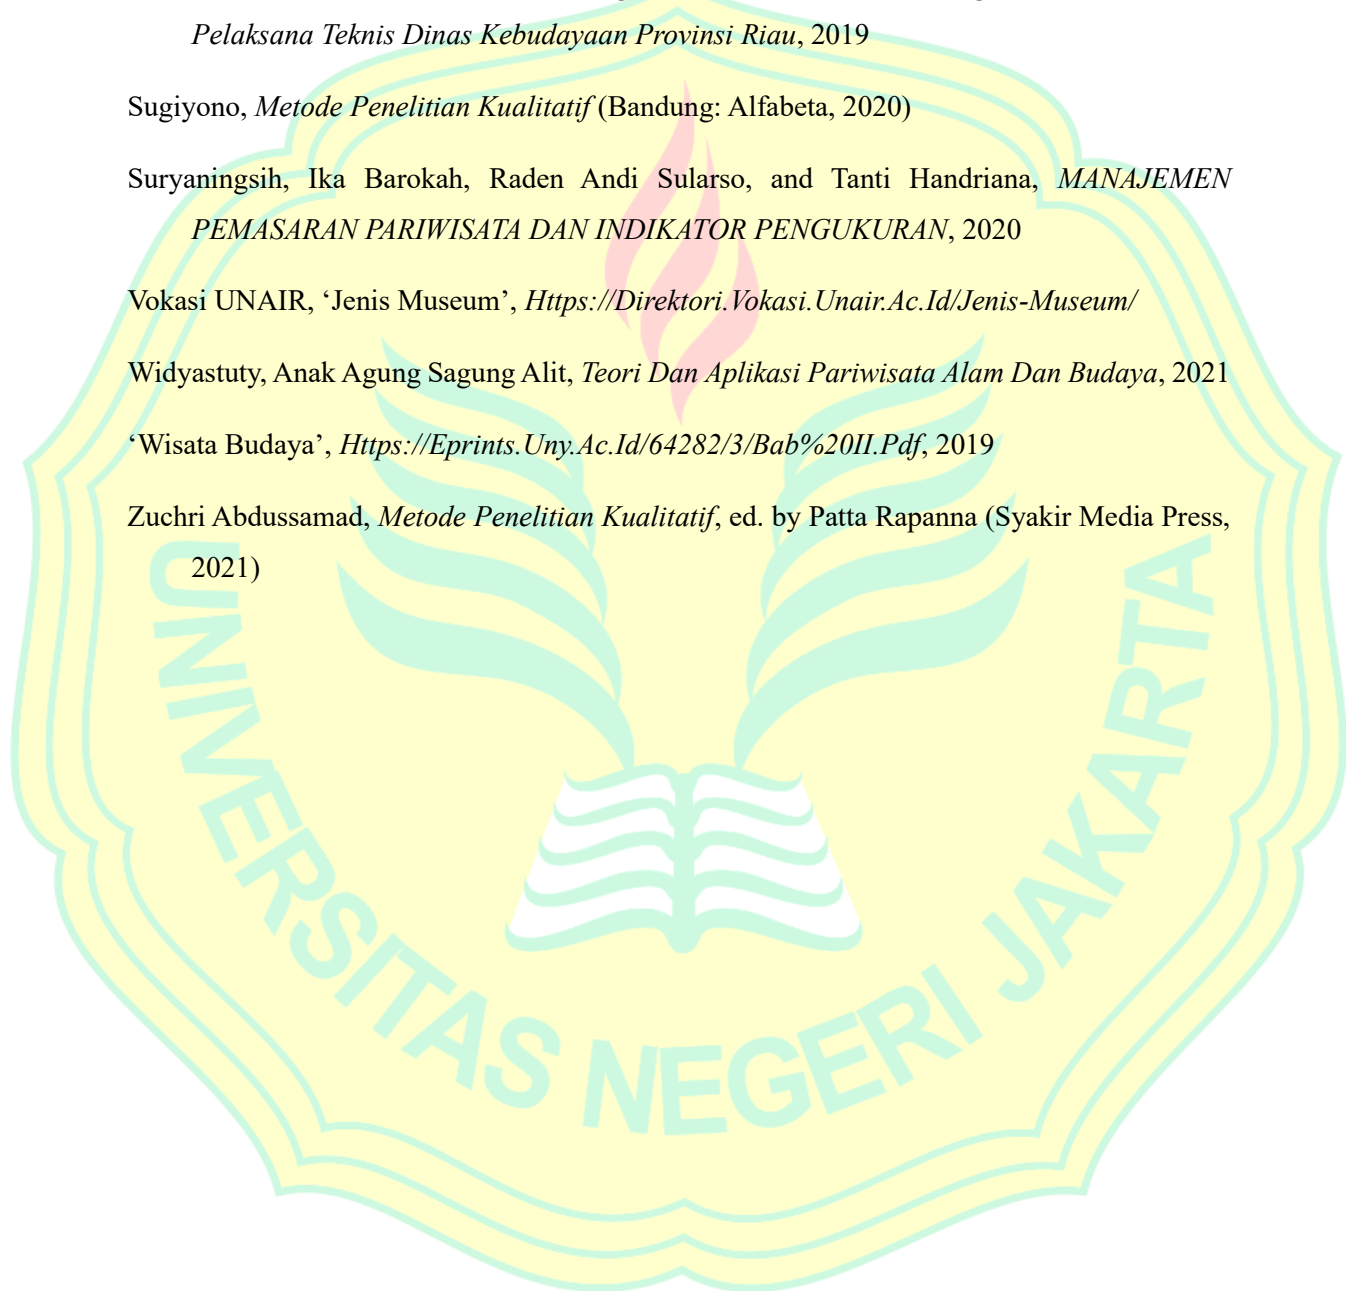 Pelaksana Teknis Dinas Kebudayaan Provinsi Riau, 2019
Sugiyono, Metode Penelitian Kualitatif (Bandung: Alfabeta, 2020)
Suryaningsih, Ika Barokah, Raden Andi Sularso, and Tanti Handriana, MANAJEMEN
PEMASARAN PARIWISATA DAN INDIKATOR PENGUKURAN, 2020
Vokasi UNAIR, ‘Jenis Museum’, Https://Direktori.Vokasi.Unair.Ac.Id/Jenis-Museum/
Widyastuty, Anak Agung Sagung Alit, Teori Dan Aplikasi Pariwisata Alam Dan Budaya, 2021
‘Wisata Budaya’, Https://Eprints.Uny.Ac.Id/64282/3/Bab%20II.Pdf, 2019
Zuchri Abdussamad, Metode Penelitian Kualitatif, ed. by Patta Rapanna (Syakir Media Press,
2021)
UNIVERSITAS NEGERI JAKARTA